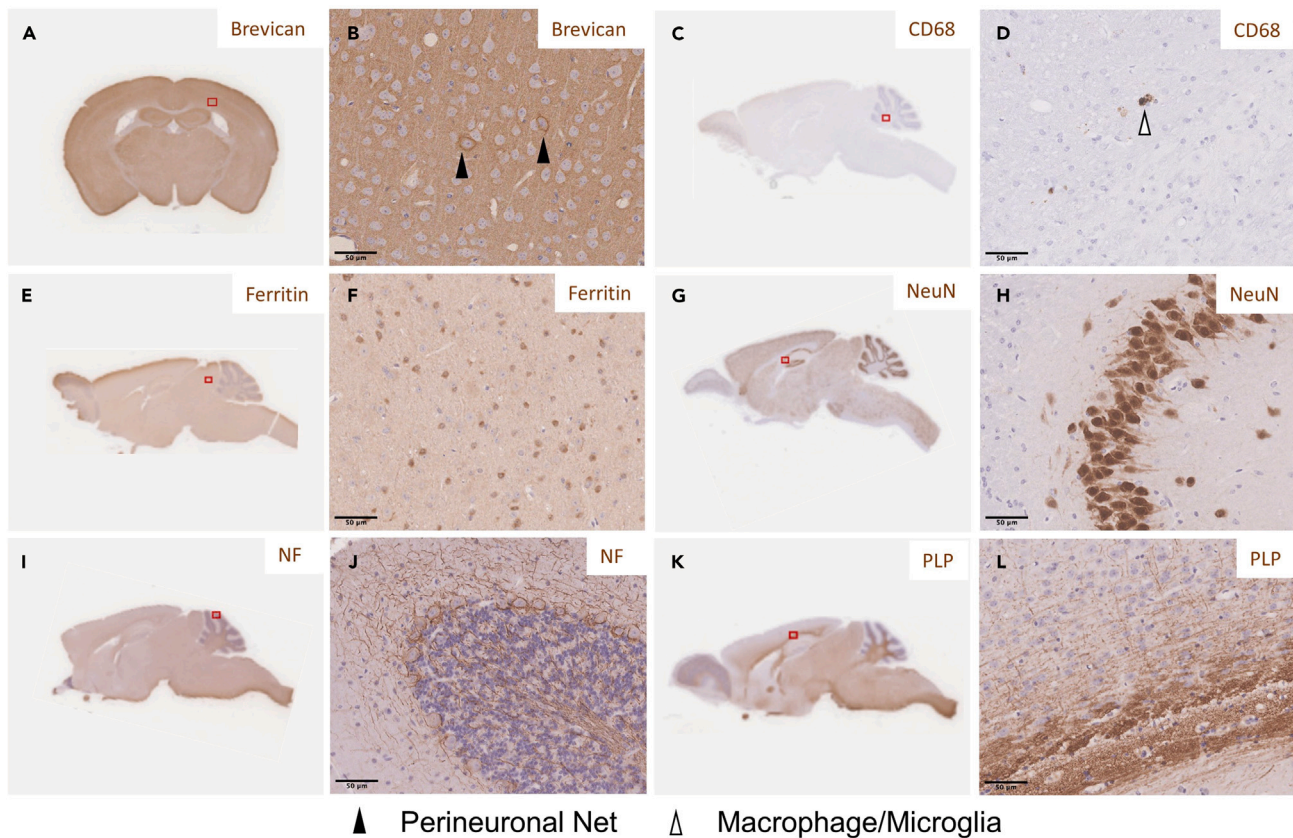 A Brevican B Brevican C CD68 D CD68
50 µm 50 µm
E Ferritin F Ferritin G NeuN H NeuN
50 µm 50 µm
I NF J NF K PLP L PLP
50 µm 50 µm
Perineuronal Net Macrophage/Microglia